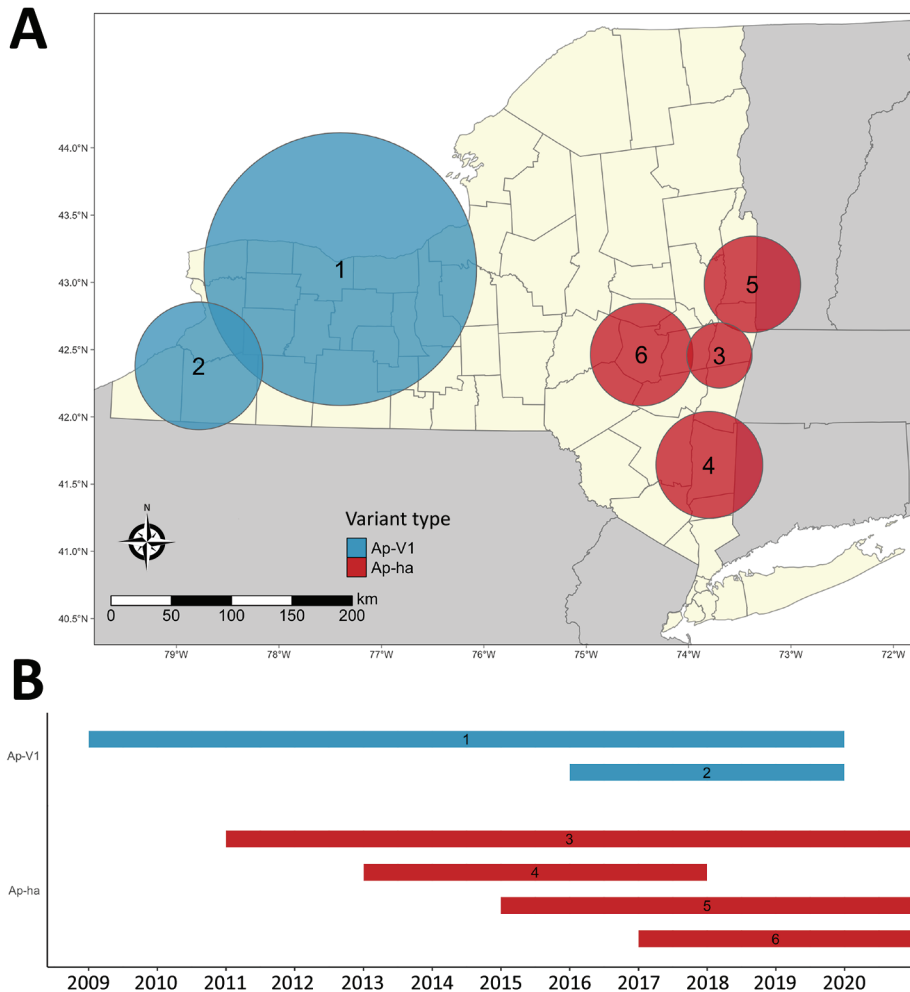 A
44.0°N
43.5°N
43.0°N
42.5°N
42.0°N
41.5°N
41.0°N
40.5°N
1
2
5
6
3
4
N
Variant type
Ap-V1
Ap-ha
km
0 50 100 150 200
79°W 78°W 77°W 76°W 75°W 74°W 73°W 72°W
B
Ap-V1
1
2
Ap-ha
3
4
5
6
2009 2010 2011 2012 2013 2014 2015 2016 2017 2018 2019 2020